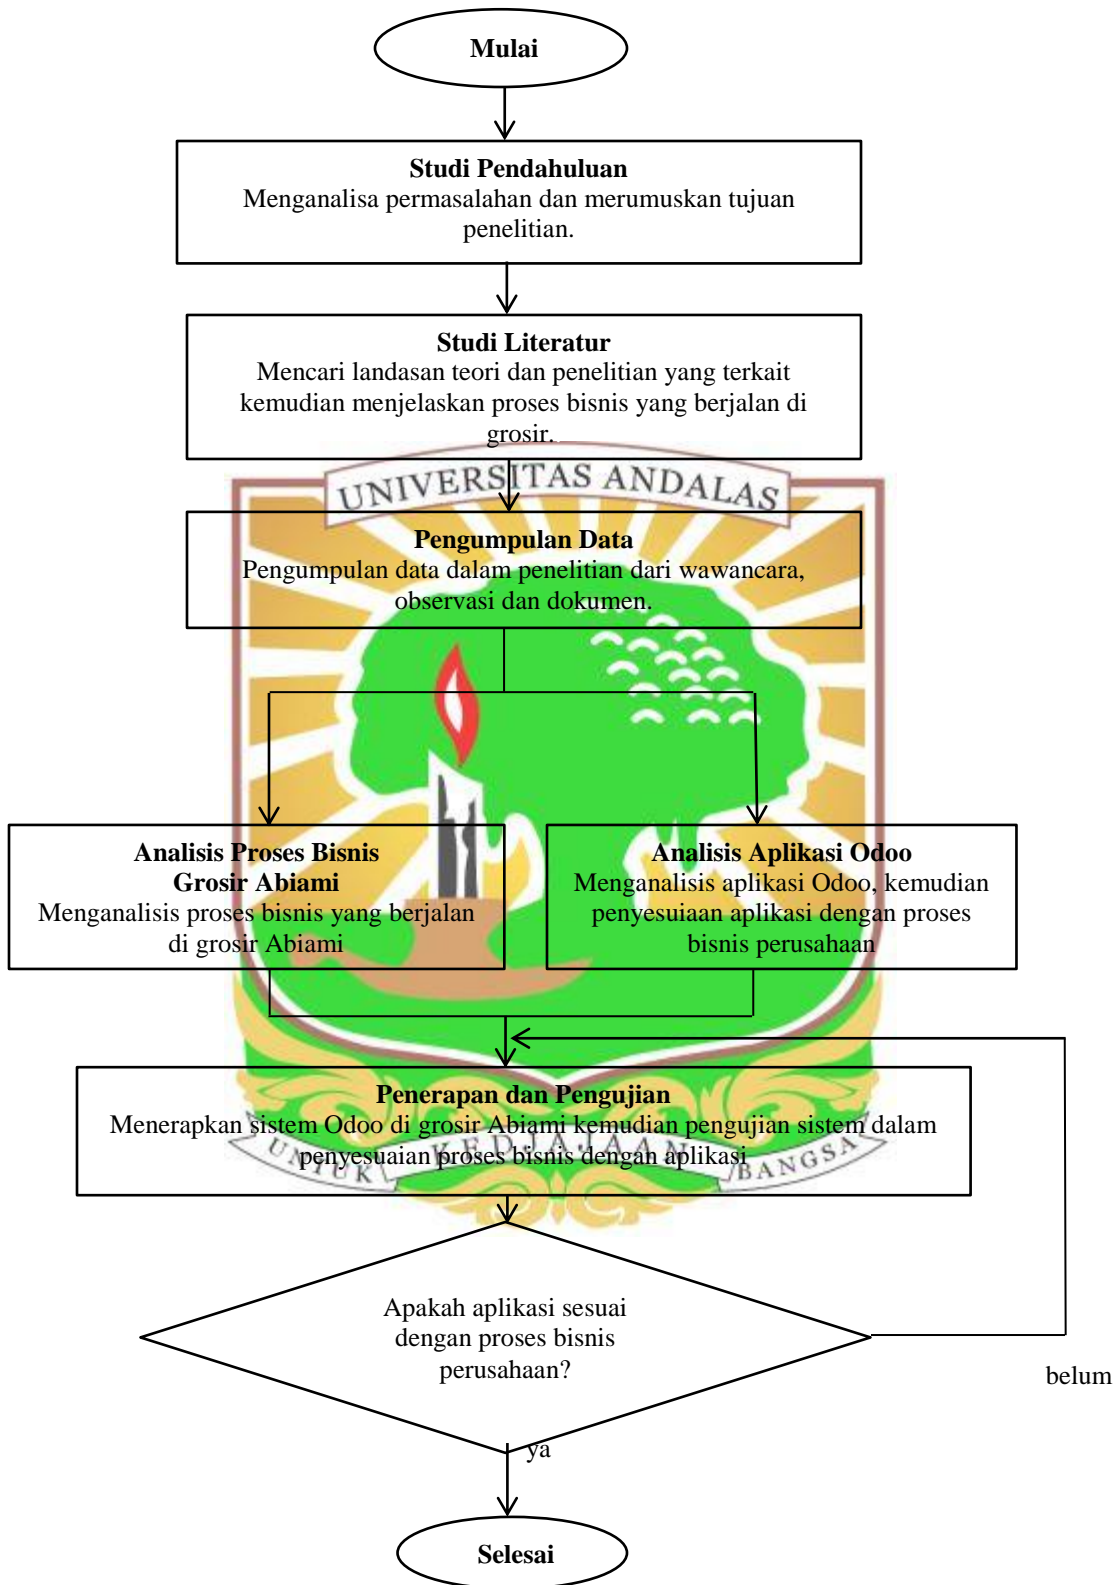 Mulai
Studi Pendahuluan
Menganalisa permasalahan dan merumuskan tujuan
penelitian.
Studi Literatur
Mencari landasan teori dan penelitian yang terkait
kemudian menjelaskan proses bisnis yang berjalan di
grosir.
UNIVERSITAS ANDALAS
Pengumpulan Data
Pengumpulan data dalam penelitian dari wawancara,
observasi dan dokumen.
Analisis Proses Bisnis
Grosir Abiami
Menganalisis proses bisnis yang berjalan
di grosir Abiami
Analisis Aplikasi Odoo
Menganalisis aplikasi Odoo, kemudian
penyesuiaan aplikasi dengan proses
bisnis perusahaan
Penerapan dan Pengujian
Menerapkan sistem Odoo di grosir Abiami kemudian pengujian sistem dalam
penyesuaian proses bisnis dengan aplikasi
UNTUK KEDJAJAAN BANGSA
Apakah aplikasi sesuai
dengan proses bisnis
perusahaan?
belum
ya
Selesai